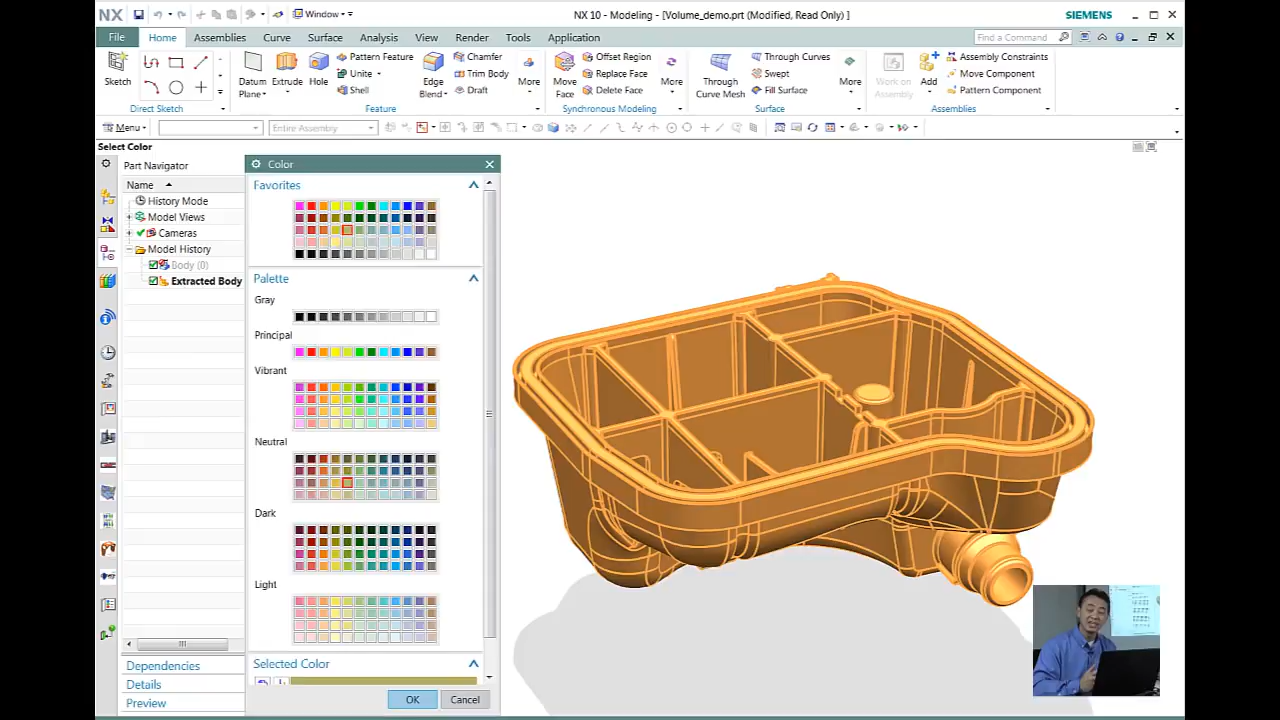 NX
Window
NX 10 - Modeling - [Volume_demo.prt (Modified, Read Only) ]
SIEMENS
File
Home
Assemblies
Curve
Surface
Analysis
View
Render
Tools
Application
Find a Command
Sketch
Direct Sketch
Datum Plane
Extrude
Hole
Pattern Feature
Unite
Shell
Edge Blend
Chamfer
Trim Body
Draft
More
Feature
Move Face
Offset Region
Replace Face
Delete Face
More
Synchronous Modeling
Through Curve Mesh
Through Curves
Swept
Fill Surface
More
Surface
Work on Assembly
Add
Assembly Constraints
Move Component
Pattern Component
Assemblies
Menu
Entire Assembly
Select Color
Part Navigator
Name
History Mode
Model Views
Cameras
Model History
Body (0)
Extracted Body
Dependencies
Details
Preview
Color
Favorites
Palette
Gray
Principal
Vibrant
Neutral
Dark
Light
Selected Color
OK
Cancel